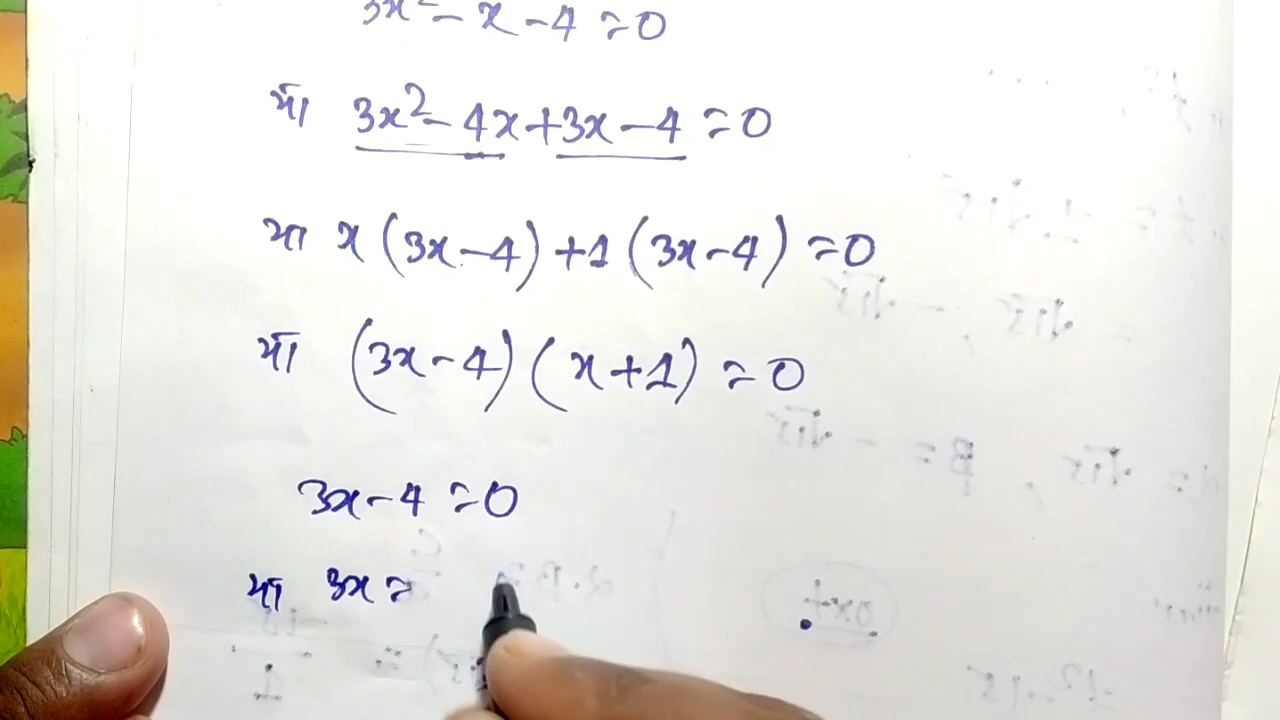 3x² - x - 4 = 0
या 3x² - 4x + 3x - 4 = 0
या x (3x - 4) + 1 (3x - 4) = 0
या (3x - 4) (x + 1) = 0
3x - 4 = 0
या 3x =